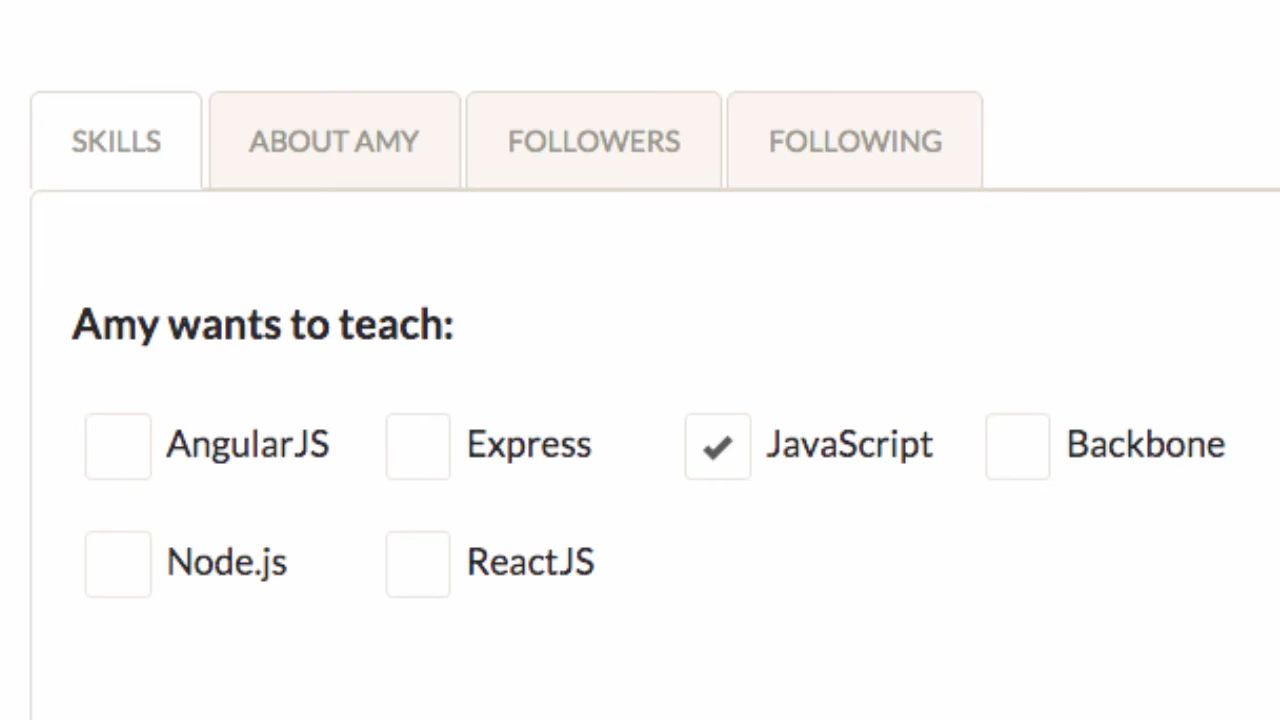 SKILLS ABOUT AMY FOLLOWERS FOLLOWING
Amy wants to teach:
AngularJS Express JavaScript Backbone
Node.js ReactJS